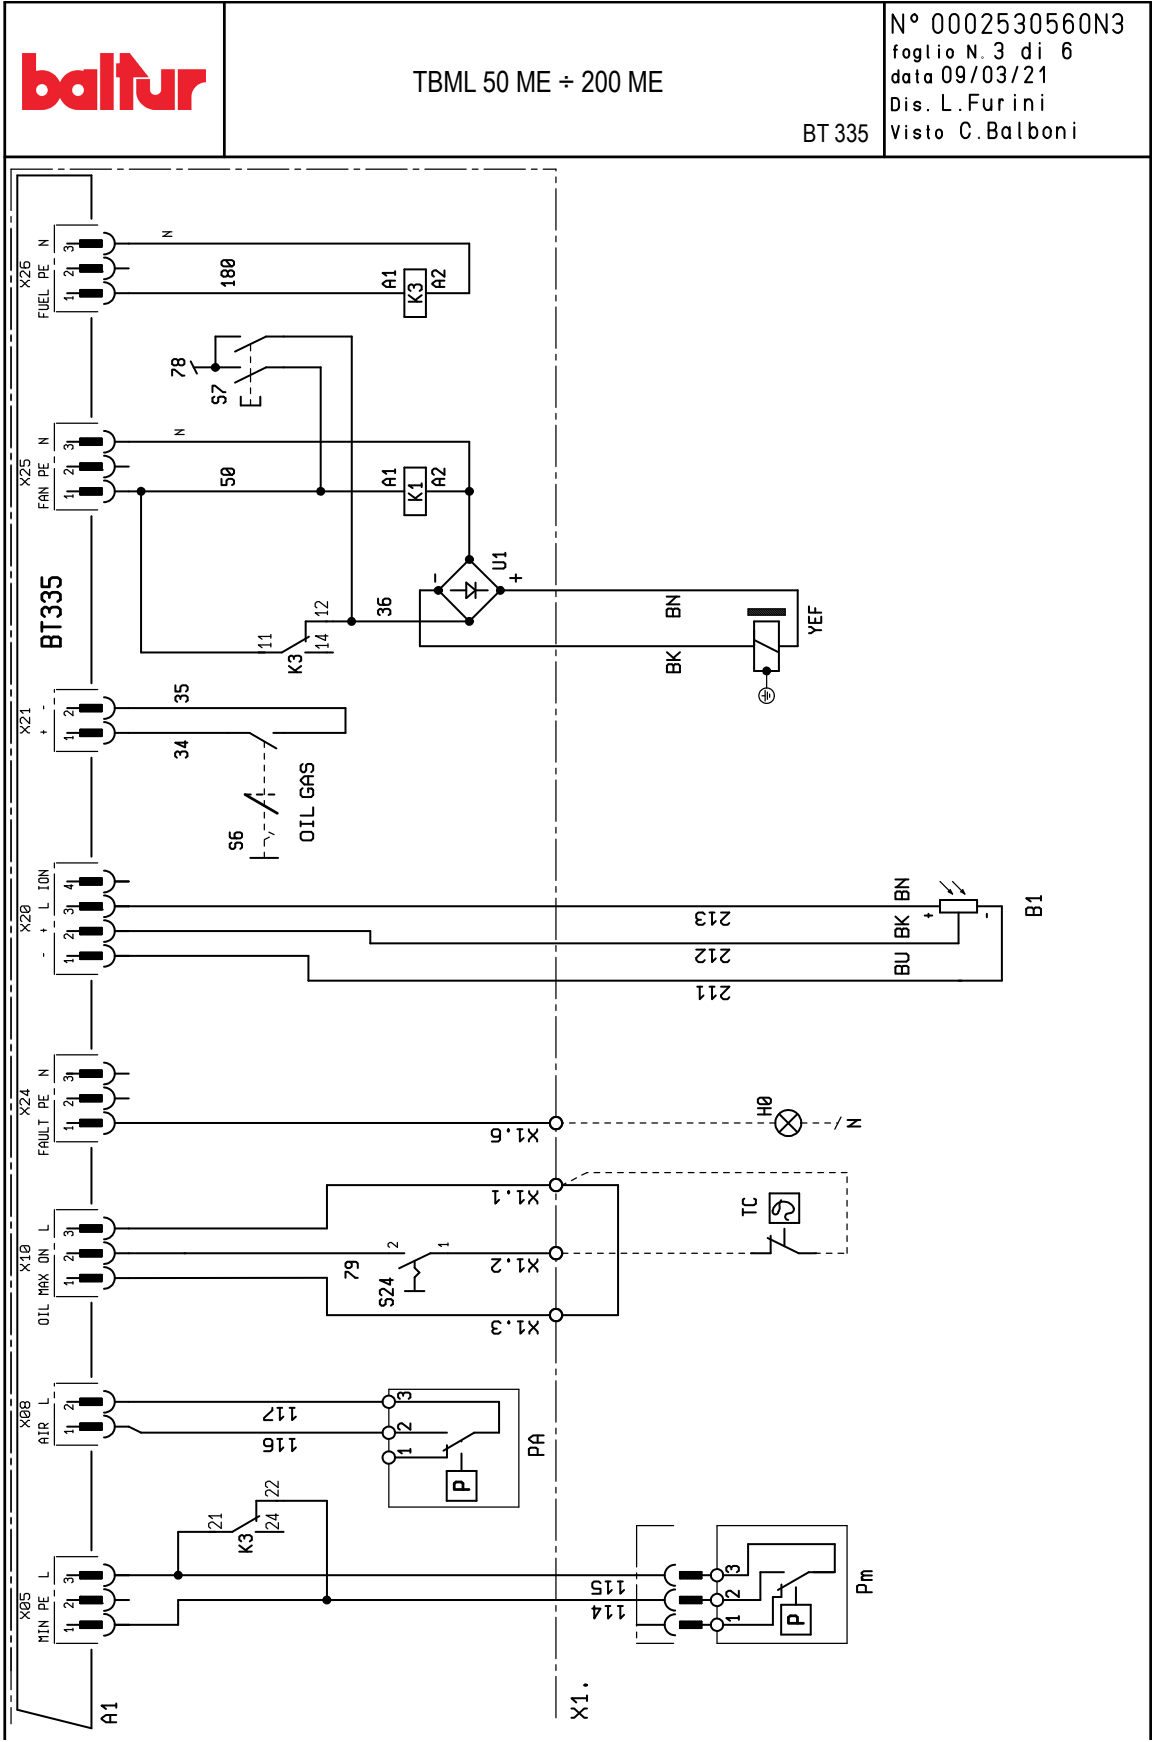 baltur
TBML 50 ME ÷ 200 ME
BT 335
N° 0002530560N3
foglio N. 3 di 6
data 09/03/21
Dis. L.Furini
Visto C.Balboni
X26
FUEL PE N
1 2 3
N
180
A1 K3 A2
78
S7
X25
FAN PE N
1 2 3
N
50
A1 K1 A2
BT335
U1
- +
36
11 12 14
K3
BN
BK
YEF
X21
+ -
1 2
35
34
S6
OIL GAS
X20
- + L ION
1 2 3 4
213
212
211
BU BK BN
+ -
B1
X24
FAULT PE N
1 2 3
X1.6
H0
N
X10
OIL MAX ON L
1 2 3
X1.1
79
S24
2 1
X1.2
X1.3
TC
X08
AIR L
1 2
117
116
1 2 3
P
PA
X05
MIN PE L
1 2 3
21 22 24
K3
115
114
1 2 3
P
Pm
A1
X1.